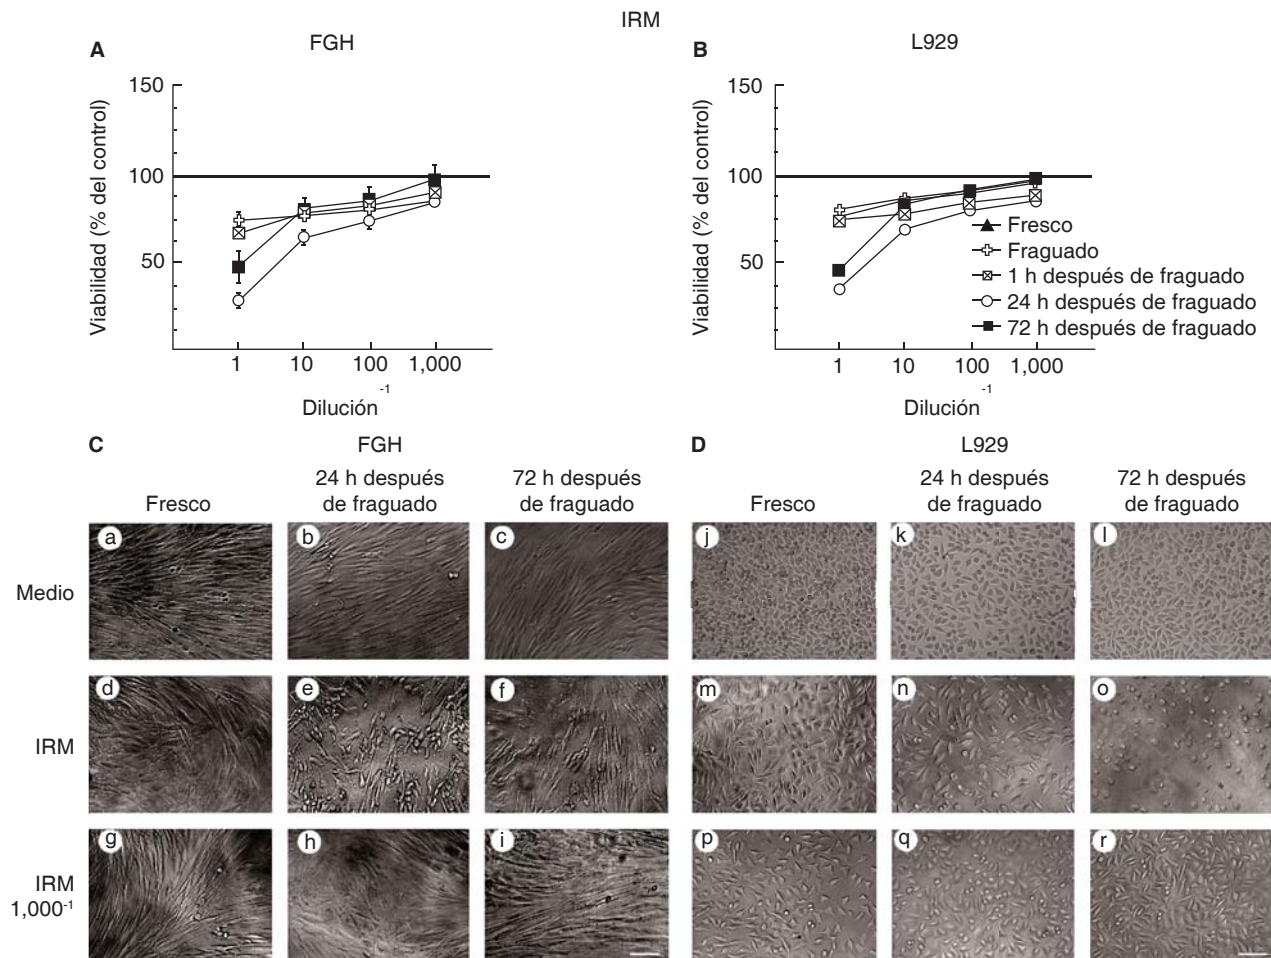 IRM
A
FGH
Viabilidad (% del control)
150
100
50
1
10
100
1,000
Dilución-1
B
L929
Viabilidad (% del control)
150
100
50
1
10
100
1,000
Dilución-1
Fresco
Fraguado
1 h después de fraguado
24 h después de fraguado
72 h después de fraguado
C
FGH
Fresco
24 h después
de fraguado
72 h después
de fraguado
D
L929
Fresco
24 h después
de fraguado
72 h después
de fraguado
Medio
a
b
c
j
k
l
IRM
d
e
f
m
n
o
IRM
1,000-1
g
h
i
p
q
r